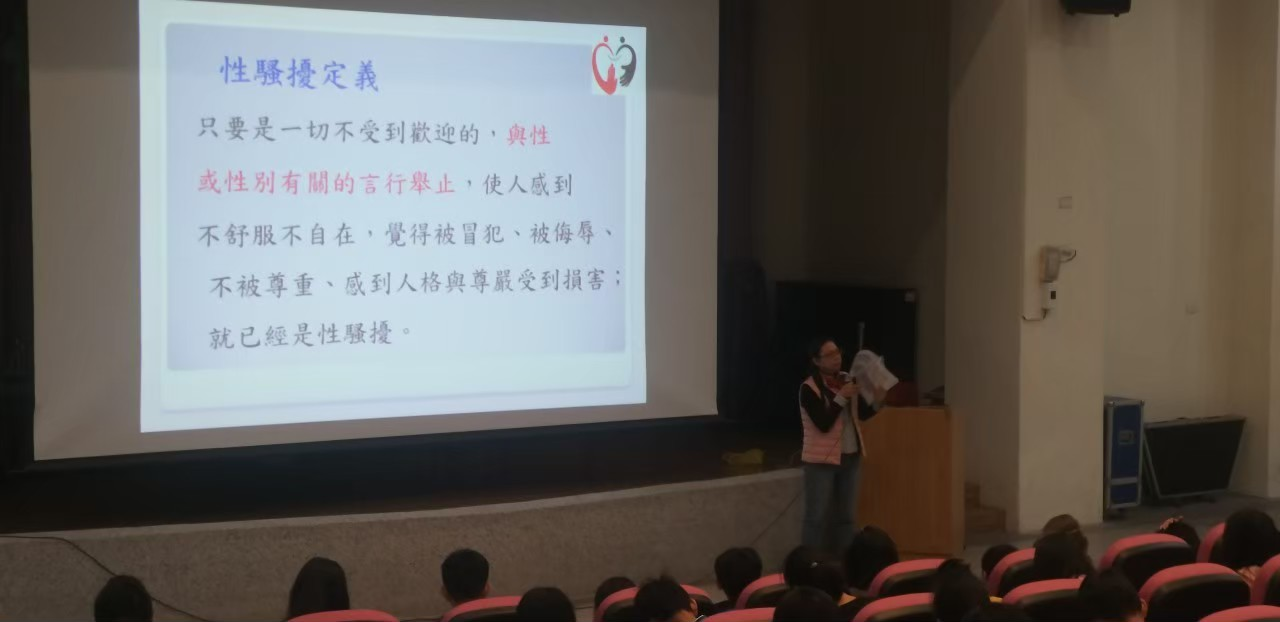 性騷擾定義
只要是一切不受到歡迎的，與性
或性別有關的言行舉止，使人感到
不舒服不自在，覺得被冒犯、被侮辱、
不被尊重、感到人格與尊嚴受到損害；
就已經是性騷擾。